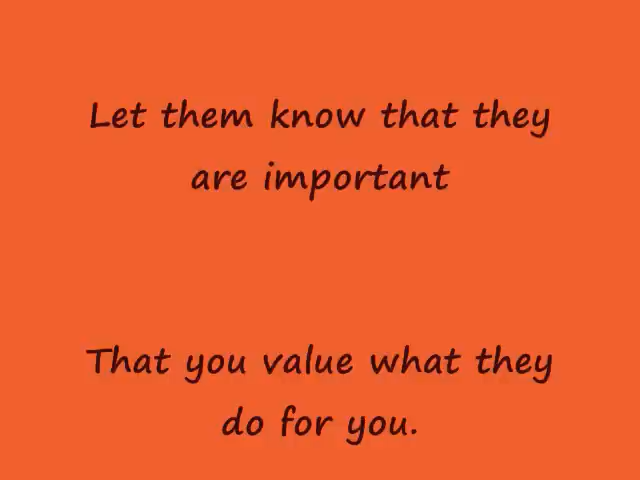 Let them know that they
are important
That you value what they
do for you.